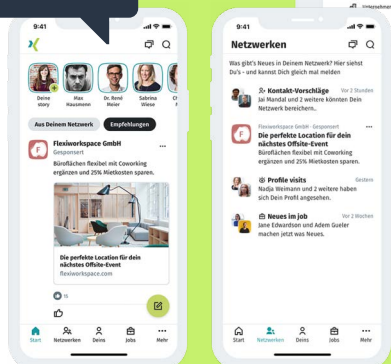 Unternehmen
9:41
Deine
story
Max
Hausmann
Dr. René
Meier
Sabrina
Wiese
Aus Deinem Netzwerk
Empfehlungen
F
Flexiworkspace GmbH
Gesponsert
Büroflächen flexibel mit Coworking
ergänzen und 25% Mietkosten sparen.
Die perfekte Location für dein
nächstes Offsite-Event
flexiworkspace.com
15
Start
Netzwerken
Deins
Jobs
Mehr
9:41
Netzwerken
Was gibt's Neues in Deinem Netzwerk? Hier siehst
Du's - und kannst Dich gleich mal melden
Kontakt-Vorschläge
Vor 2 Stunden
Jai Mandal und 2 weitere könnten Dein
Netzwerk bereichern..
F
Flexiworkspace GmbH · Gesponsert
Die perfekte Location für dein
nächstes Offsite-Event
Büroflächen flexibel mit Coworking
ergänzen und 25% Mietkosten sparen.
Profile visits
Gestern
Nadja Weimann und 2 weitere haben
sich Dein Profil angesehen.
Neues im job
Vor 2 Wochen
Jane Edwardson und Adem Gueler
machen jetzt was Neues.
Start
Netzwerken
Deins
Jobs
Mehr